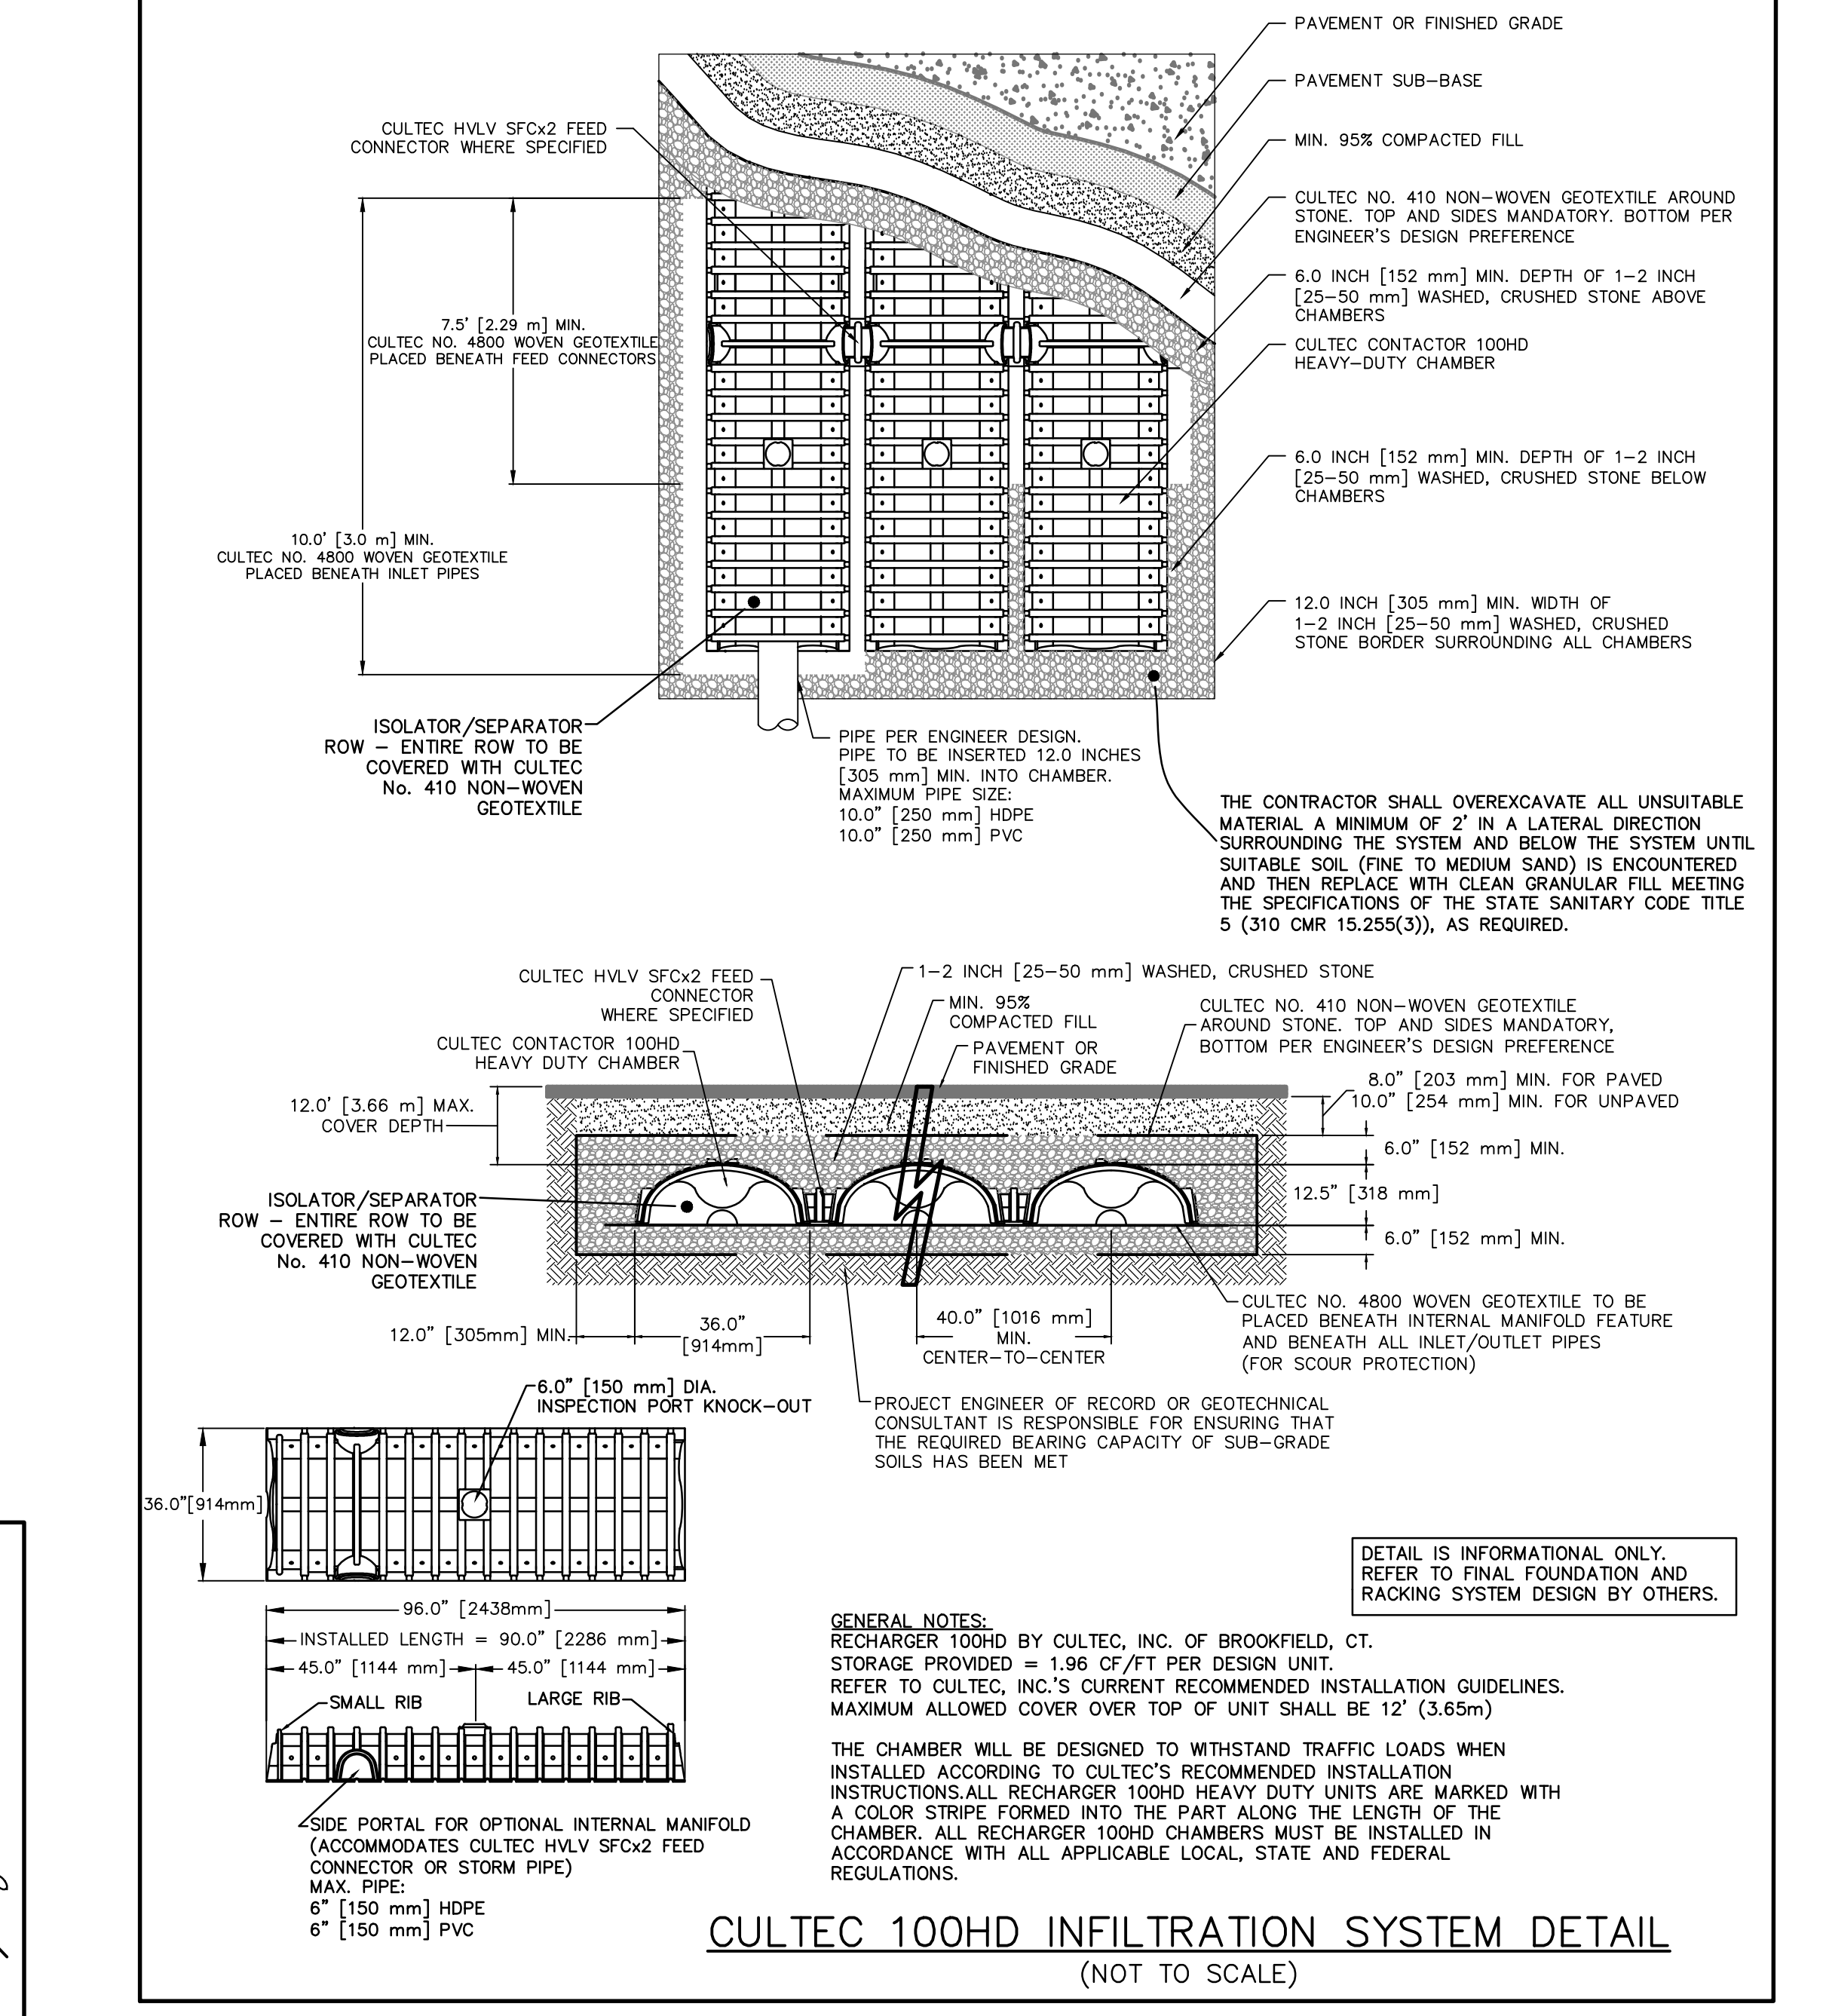 PAVEMENT OR FINISHED GRADE
PAVEMENT SUB-BASE
MIN. 95% COMPACTED FILL
CULTEC NO. 410 NON-WOVEN GEOTEXTILE AROUND
STONE. TOP AND SIDES MANDATORY. BOTTOM PER
ENGINEER'S DESIGN PREFERENCE
6.0 INCH [152 mm] MIN. DEPTH OF 1-2 INCH
[25-50 mm] WASHED, CRUSHED STONE ABOVE
CHAMBERS
CULTEC CONTACTOR 100HD
HEAVY-DUTY CHAMBER
6.0 INCH [152 mm] MIN. DEPTH OF 1-2 INCH
[25-50 mm] WASHED, CRUSHED STONE BELOW
CHAMBERS
12.0 INCH [305 mm] MIN. WIDTH OF
1-2 INCH [25-50 mm] WASHED, CRUSHED
STONE BORDER SURROUNDING ALL CHAMBERS
CULTEC HVLV SFCx2 FEED
CONNECTOR WHERE SPECIFIED
7.5' [2.29 m] MIN.
CULTEC NO. 4800 WOVEN GEOTEXTILE
PLACED BENEATH FEED CONNECTORS
10.0' [3.0 m] MIN.
CULTEC NO. 4800 WOVEN GEOTEXTILE
PLACED BENEATH INLET PIPES
ISOLATOR/SEPARATOR
ROW - ENTIRE ROW TO BE
COVERED WITH CULTEC
No. 410 NON-WOVEN
GEOTEXTILE
PIPE PER ENGINEER DESIGN.
PIPE TO BE INSERTED 12.0 INCHES
[305 mm] MIN. INTO CHAMBER.
MAXIMUM PIPE SIZE:
10.0" [250 mm] HDPE
10.0" [250 mm] PVC
THE CONTRACTOR SHALL OVEREXCAVATE ALL UNSUITABLE
MATERIAL A MINIMUM OF 2' IN A LATERAL DIRECTION
SURROUNDING THE SYSTEM AND BELOW THE SYSTEM UNTIL
SUITABLE SOIL (FINE TO MEDIUM SAND) IS ENCOUNTERED
AND THEN REPLACE WITH CLEAN GRANULAR FILL MEETING
THE SPECIFICATIONS OF THE STATE SANITARY CODE TITLE
5 (310 CMR 15.255(3)), AS REQUIRED.
CULTEC HVLV SFCx2 FEED
CONNECTOR
WHERE SPECIFIED
1-2 INCH [25-50 mm] WASHED, CRUSHED STONE
MIN. 95%
COMPACTED FILL
PAVEMENT OR
FINISHED GRADE
CULTEC NO. 410 NON-WOVEN GEOTEXTILE
AROUND STONE. TOP AND SIDES MANDATORY,
BOTTOM PER ENGINEER'S DESIGN PREFERENCE
CULTEC CONTACTOR 100HD
HEAVY DUTY CHAMBER
12.0' [3.66 m] MAX.
COVER DEPTH
8.0" [203 mm] MIN. FOR PAVED
10.0" [254 mm] MIN. FOR UNPAVED
6.0" [152 mm] MIN.
12.5" [318 mm]
6.0" [152 mm] MIN.
ISOLATOR/SEPARATOR
ROW - ENTIRE ROW TO BE
COVERED WITH CULTEC
No. 410 NON-WOVEN
GEOTEXTILE
12.0" [305mm] MIN.
36.0"
[914mm]
40.0" [1016 mm]
MIN.
CENTER-TO-CENTER
CULTEC NO. 4800 WOVEN GEOTEXTILE TO BE
PLACED BENEATH INTERNAL MANIFOLD FEATURE
AND BENEATH ALL INLET/OUTLET PIPES
(FOR SCOUR PROTECTION)
PROJECT ENGINEER OF RECORD OR GEOTECHNICAL
CONSULTANT IS RESPONSIBLE FOR ENSURING THAT
THE REQUIRED BEARING CAPACITY OF SUB-GRADE
SOILS HAS BEEN MET
6.0" [150 mm] DIA.
INSPECTION PORT KNOCK-OUT
36.0"[914mm]
96.0" [2438mm]
INSTALLED LENGTH = 90.0" [2286 mm]
45.0" [1144 mm]
45.0" [1144 mm]
SMALL RIB
LARGE RIB
SIDE PORTAL FOR OPTIONAL INTERNAL MANIFOLD
(ACCOMMODATES CULTEC HVLV SFCx2 FEED
CONNECTOR OR STORM PIPE)
MAX. PIPE:
6" [150 mm] HDPE
6" [150 mm] PVC
DETAIL IS INFORMATIONAL ONLY.
REFER TO FINAL FOUNDATION AND
RACKING SYSTEM DESIGN BY OTHERS.
GENERAL NOTES:
RECHARGER 100HD BY CULTEC, INC. OF BROOKFIELD, CT.
STORAGE PROVIDED = 1.96 CF/FT PER DESIGN UNIT.
REFER TO CULTEC, INC.'S CURRENT RECOMMENDED INSTALLATION GUIDELINES.
MAXIMUM ALLOWED COVER OVER TOP OF UNIT SHALL BE 12' (3.65m)
THE CHAMBER WILL BE DESIGNED TO WITHSTAND TRAFFIC LOADS WHEN
INSTALLED ACCORDING TO CULTEC'S RECOMMENDED INSTALLATION
INSTRUCTIONS.ALL RECHARGER 100HD HEAVY DUTY UNITS ARE MARKED WITH
A COLOR STRIPE FORMED INTO THE PART ALONG THE LENGTH OF THE
CHAMBER. ALL RECHARGER 100HD CHAMBERS MUST BE INSTALLED IN
ACCORDANCE WITH ALL APPLICABLE LOCAL, STATE AND FEDERAL
REGULATIONS.
CULTEC 100HD INFILTRATION SYSTEM DETAIL
(NOT TO SCALE)